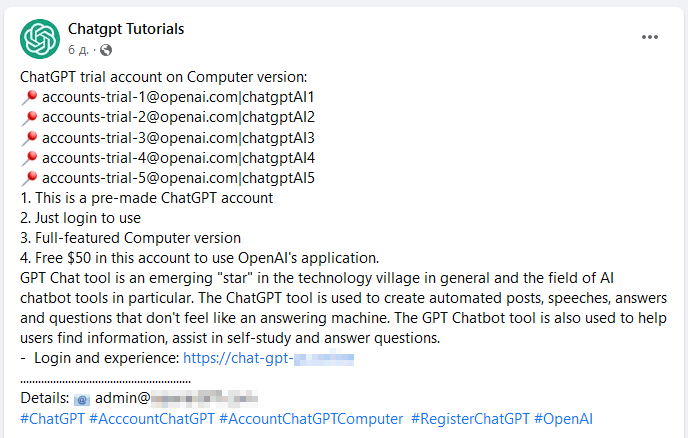 Chatgpt Tutorials
6 д.
ChatGPT trial account on Computer version:
accounts-trial-1@openai.com|chatgptAI1
accounts-trial-2@openai.com|chatgptAI2
accounts-trial-3@openai.com|chatgptAI3
accounts-trial-4@openai.com|chatgptAI4
accounts-trial-5@openai.com|chatgptAI5
1. This is a pre-made ChatGPT account
2. Just login to use
3. Full-featured Computer version
4. Free $50 in this account to use OpenAI's application.
GPT Chat tool is an emerging "star" in the technology village in general and the field of AI
chatbot tools in particular. The ChatGPT tool is used to create automated posts, speeches, answers
and questions that don't feel like an answering machine. The GPT Chatbot tool is also used to help
users find information, assist in self-study and answer questions.
- Login and experience: https://chat-gpt-
.........................................................
Details: admin@
#ChatGPT #AcccountChatGPT #AccountChatGPTComputer #RegisterChatGPT #OpenAI